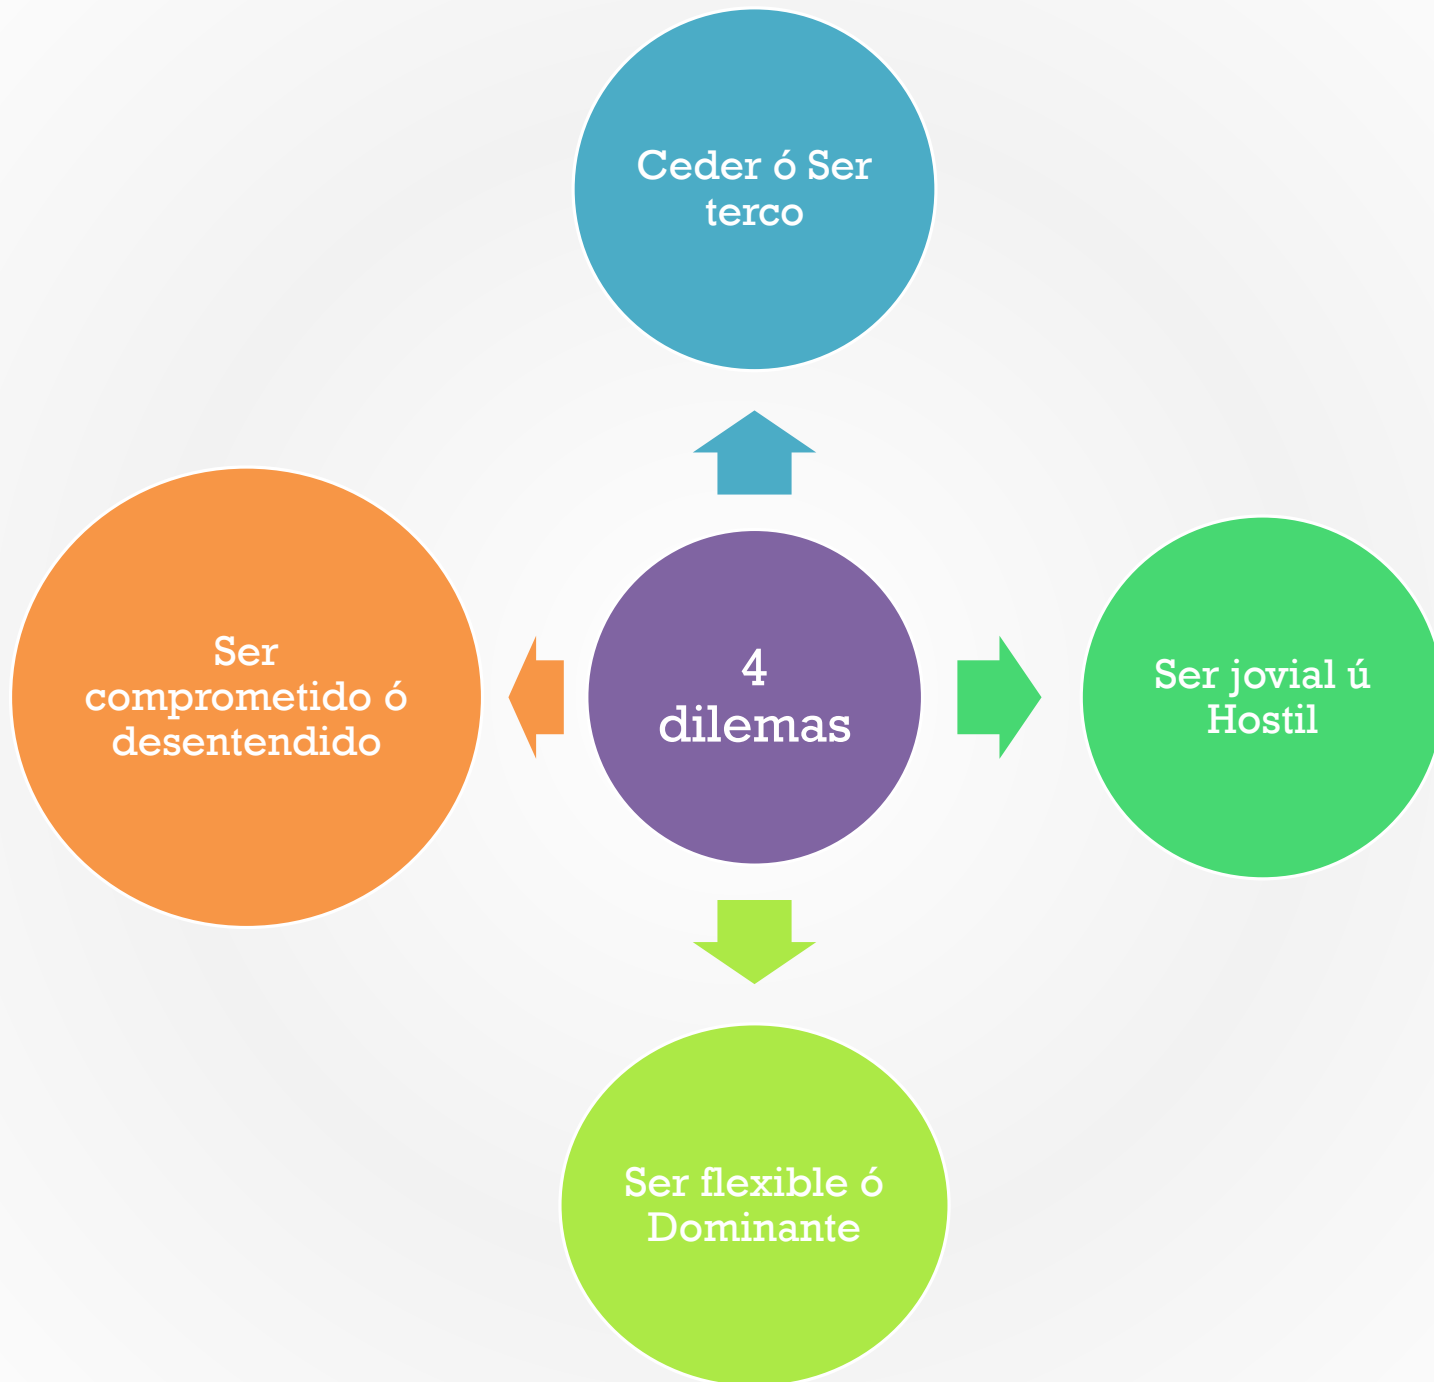 Ceder ó Ser
terco
Ser
comprometido ó
desentendido
4
dilemas
Ser jovial ú
Hostil
Ser flexible ó
Dominante